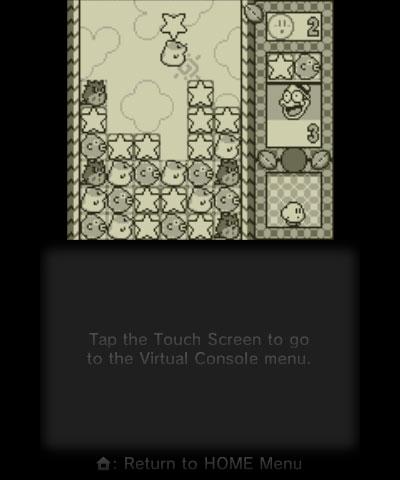 2
3
Tap the Touch Screen to go
to the Virtual Console menu.
: Return to HOME Menu